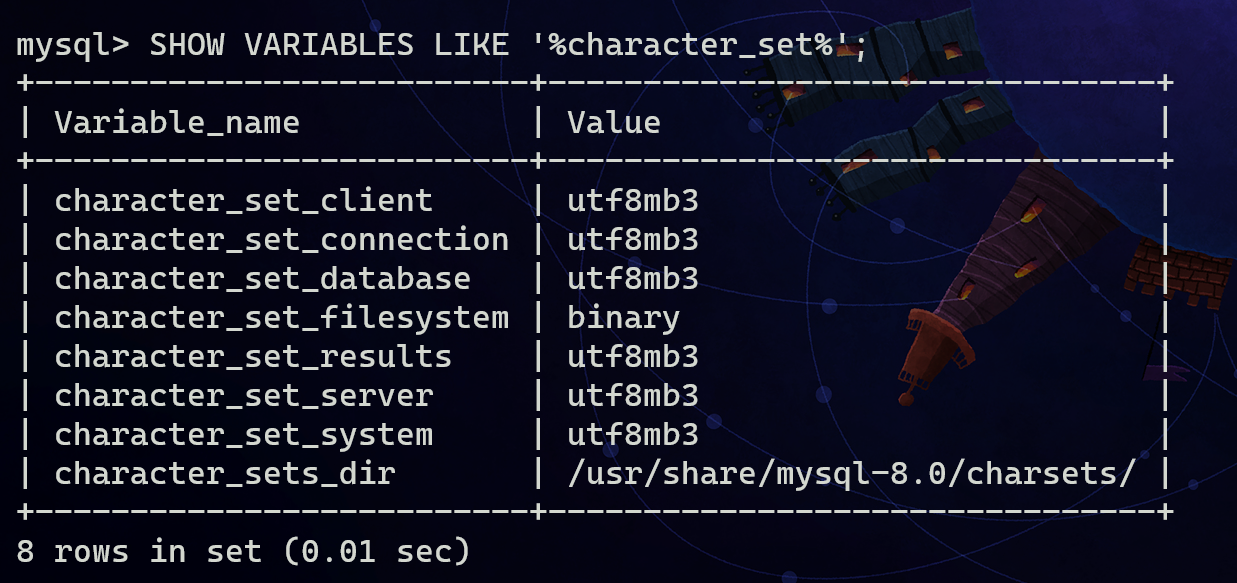 mysql> SHOW VARIABLES LIKE '%character_set%';
+--------------------------+--------------------------------+
| Variable_name            | Value                          |
+--------------------------+--------------------------------+
| character_set_client     | utf8mb3                        |
| character_set_connection | utf8mb3                        |
| character_set_database   | utf8mb3                        |
| character_set_filesystem | binary                         |
| character_set_results    | utf8mb3                        |
| character_set_server     | utf8mb3                        |
| character_set_system     | utf8mb3                        |
| character_sets_dir       | /usr/share/mysql-8.0/charsets/ |
+--------------------------+--------------------------------+
8 rows in set (0.01 sec)